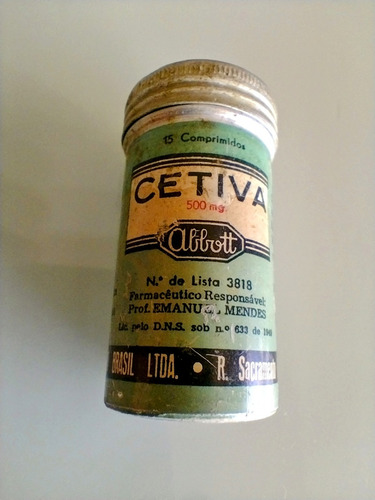 15 Comprimidos
CETIVA
500 mg.
Abbott
N.º de Lista 3818
Farmacêutico Responsável:
Prof. EMANUEL MENDES
Lic. pelo D.N.S. sob n.º 633 de
BRASIL LTDA. • R.